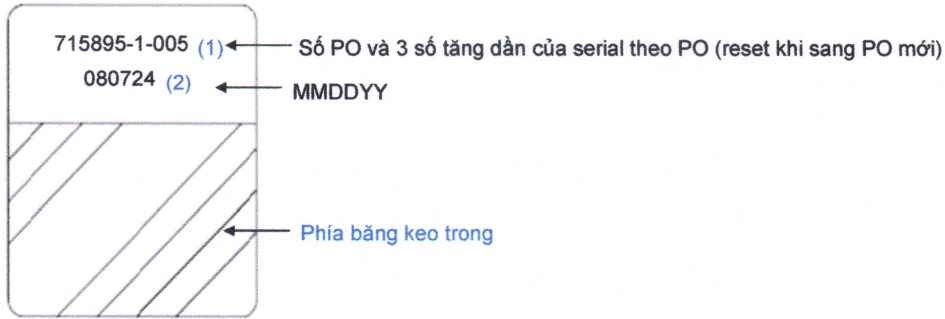 715895-1-005 (1) Số PO và 3 số tăng dần của serial theo PO (reset khi sang PO mới)
080724 (2) MMDDYY
Phía băng keo trong